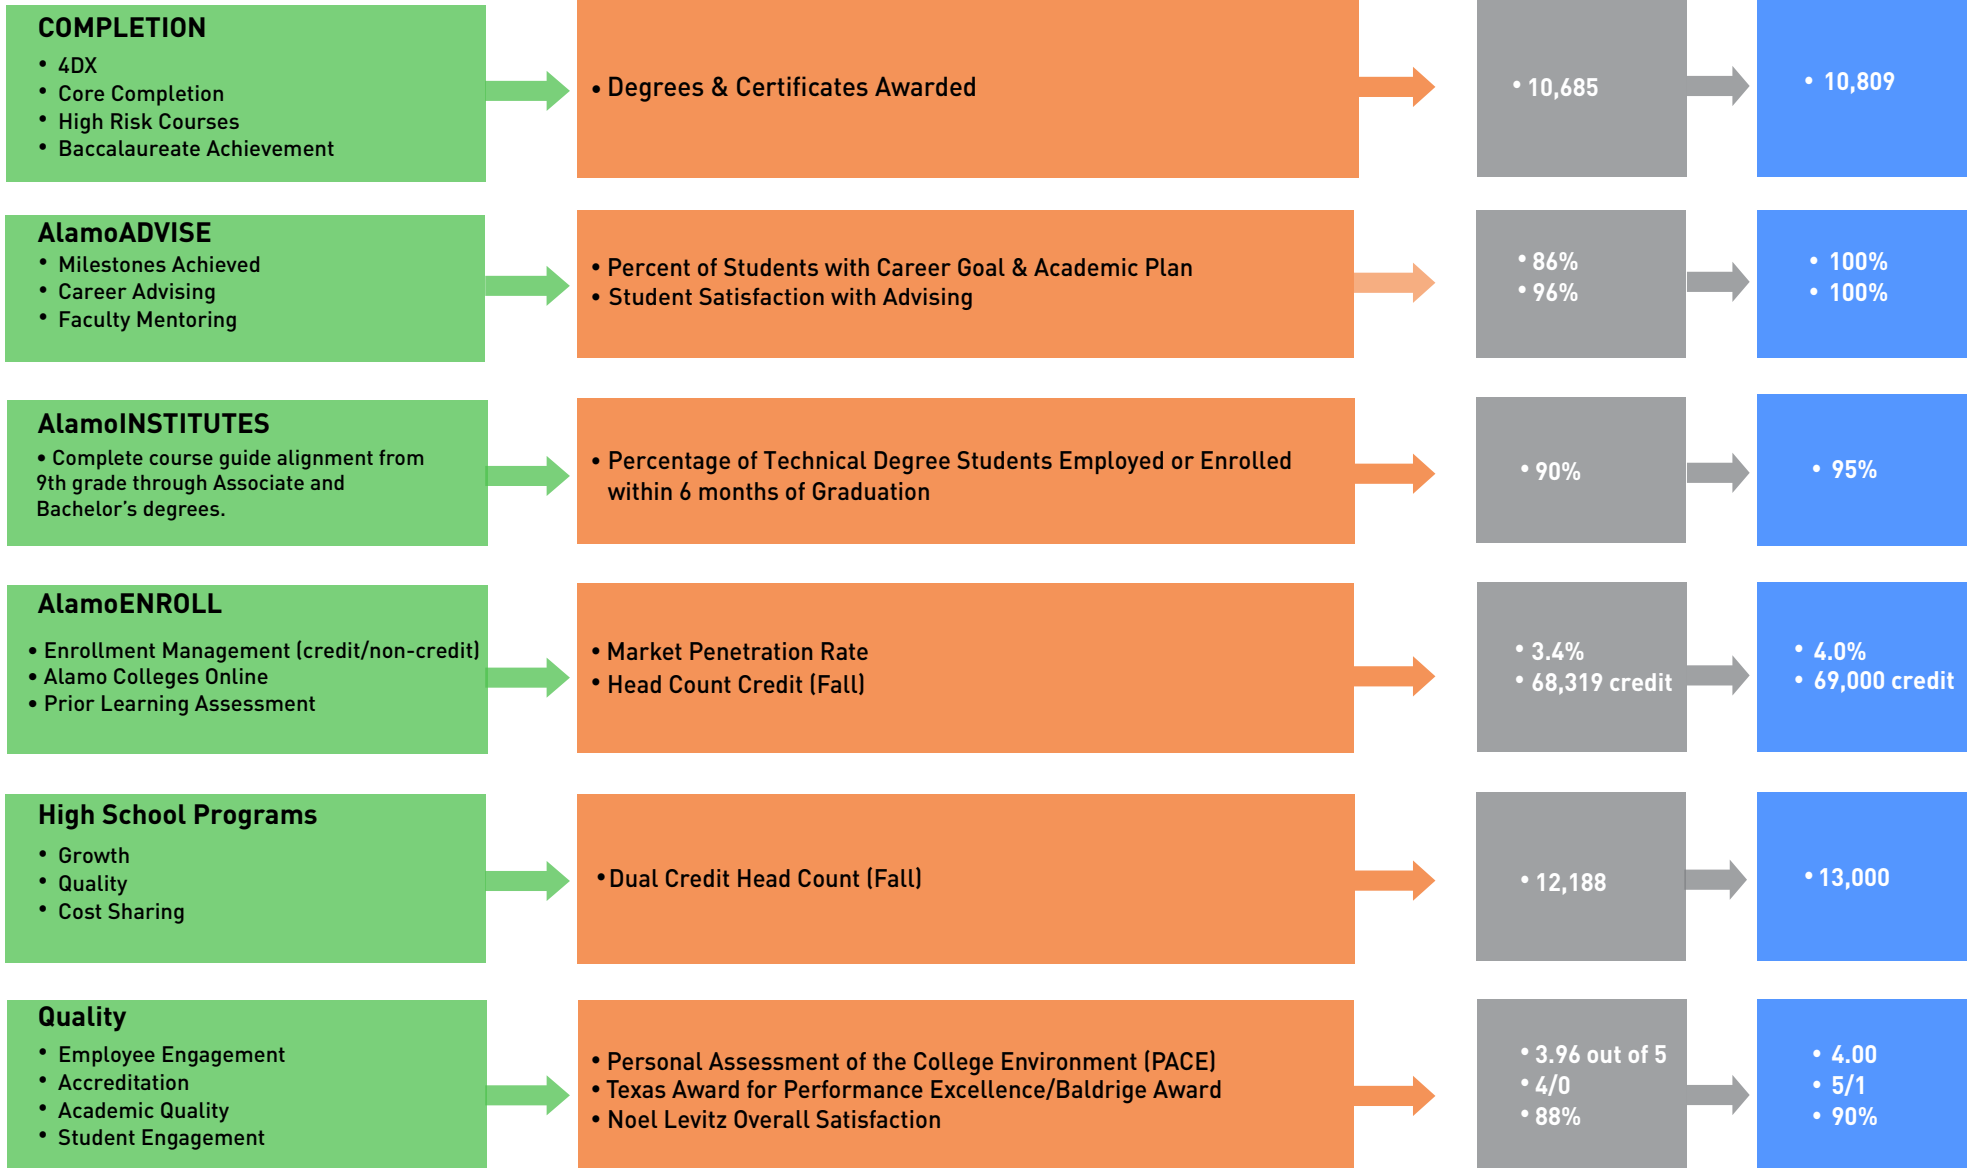 COMPLETION
• 4DX
• Core Completion
• High Risk Courses
• Baccalaureate Achievement
• Degrees & Certificates Awarded
• 10,685
• 10,809
AlamoADVISE
• Milestones Achieved
• Career Advising
• Faculty Mentoring
• Percent of Students with Career Goal & Academic Plan
• Student Satisfaction with Advising
• 86%
• 96%
• 100%
• 100%
AlamoINSTITUTES
• Complete course guide alignment from
9th grade through Associate and
Bachelor’s degrees.
• Percentage of Technical Degree Students Employed or Enrolled
within 6 months of Graduation
• 90%
• 95%
AlamoENROLL
• Enrollment Management (credit/non-credit)
• Alamo Colleges Online
• Prior Learning Assessment
• Market Penetration Rate
• Head Count Credit (Fall)
• 3.4%
• 68,319 credit
• 4.0%
• 69,000 credit
High School Programs
• Growth
• Quality
• Cost Sharing
• Dual Credit Head Count (Fall)
• 12,188
• 13,000
Quality
• Employee Engagement
• Accreditation
• Academic Quality
• Student Engagement
• Personal Assessment of the College Environment (PACE)
• Texas Award for Performance Excellence/Baldrige Award
• Noel Levitz Overall Satisfaction
• 3.96 out of 5
• 4/0
• 88%
• 4.00
• 5/1
• 90%